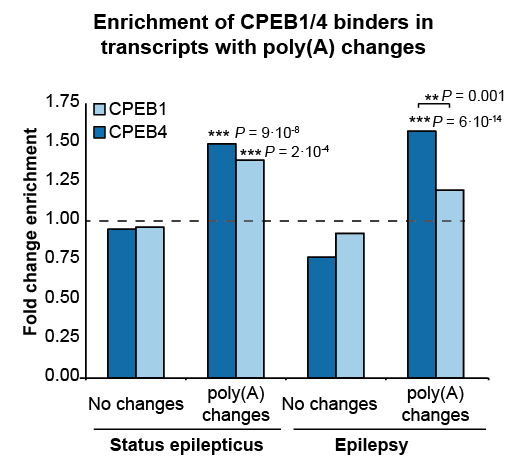 Enrichment of CPEB1/4 binders in
transcripts with poly(A) changes
Fold change enrichment
1.75
1.50
1.25
1.00
0.75
0.50
0.25
0.00
CPEB1
CPEB4
*** P = 9·10-8
*** P = 2·10-4
** P = 0.001
*** P = 6·10-14
No changes
poly(A)
changes
No changes
poly(A)
changes
Status epilepticus
Epilepsy